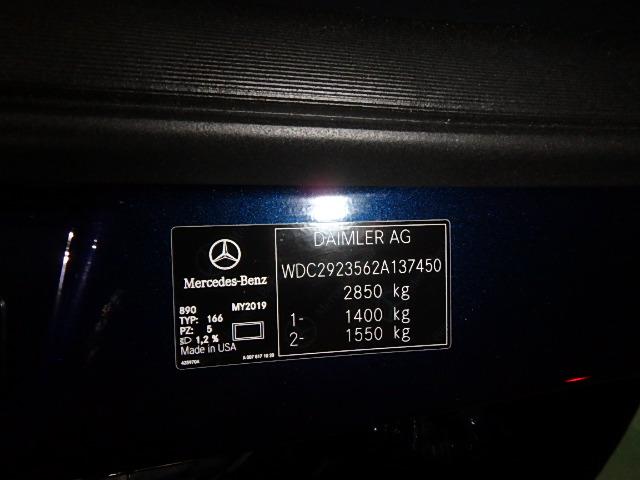 Mercedes-Benz
890 MY2019
TYP: 166
PZ: 5
1,2 %
Made in USA
DAIMLER AG
WDC2923562A137450
2850 kg
1- 1400 kg
2- 1550 kg